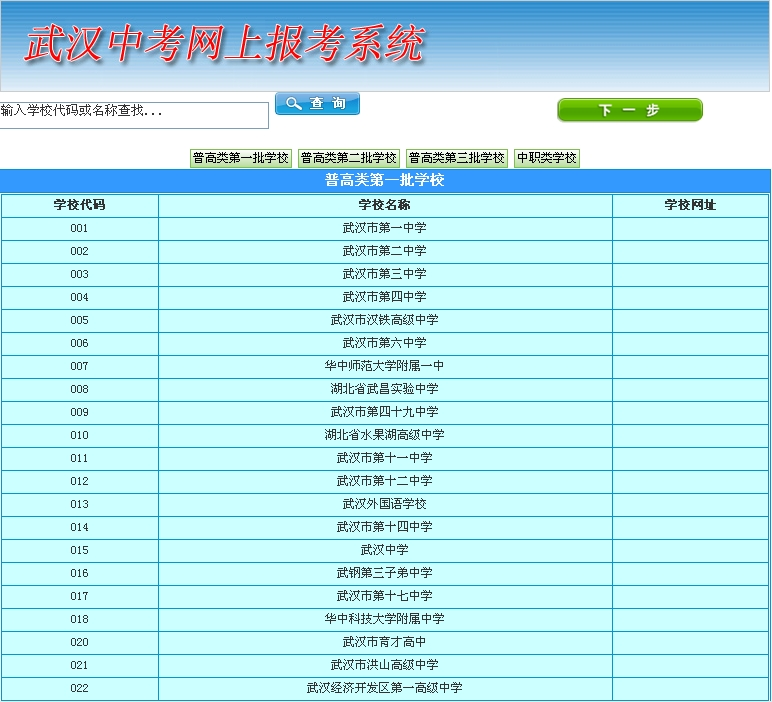 武汉中考网上报考系统
输入学校代码或名称查找...
查 询
下 一 步
普高类第一批学校 普高类第二批学校 普高类第三批学校 中职类学校
普高类第一批学校
学校代码 学校名称 学校网址
001 武汉市第一中学
002 武汉市第二中学
003 武汉市第三中学
004 武汉市第四中学
005 武汉市汉铁高级中学
006 武汉市第六中学
007 华中师范大学附属一中
008 湖北省武昌实验中学
009 武汉市第四十九中学
010 湖北省水果湖高级中学
011 武汉市第十一中学
012 武汉市第十二中学
013 武汉外国语学校
014 武汉市第十四中学
015 武汉中学
016 武钢第三子弟中学
017 武汉市第十七中学
018 华中科技大学附属中学
020 武汉市育才高中
021 武汉市洪山高级中学
022 武汉经济开发区第一高级中学